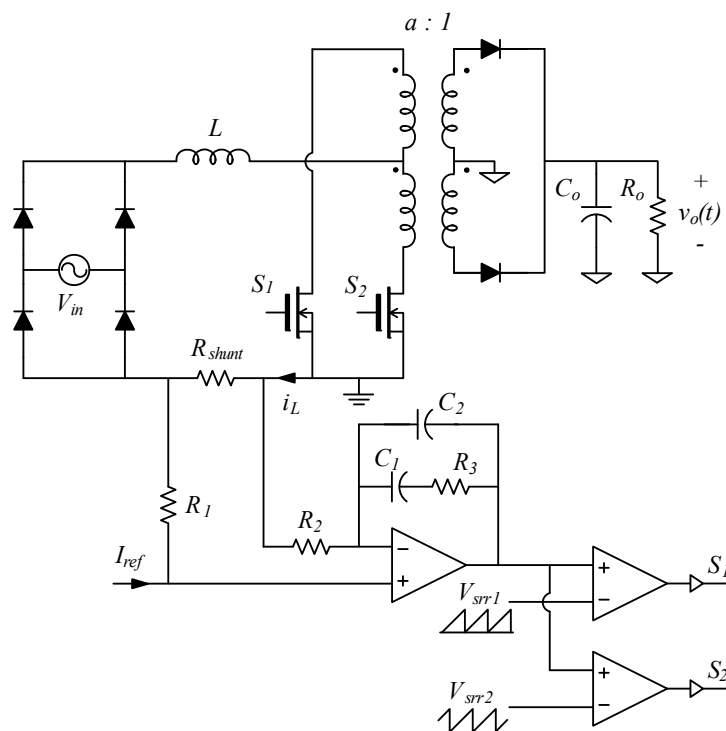 a : 1
L
C_o
R_o
+
v_o(t)
-
V_in
S_1
S_2
R_shunt
i_L
C_2
C_1
R_3
R_1
R_2
I_ref
-
+
V_srr1
+
-
S_1
V_srr2
+
-
S_2